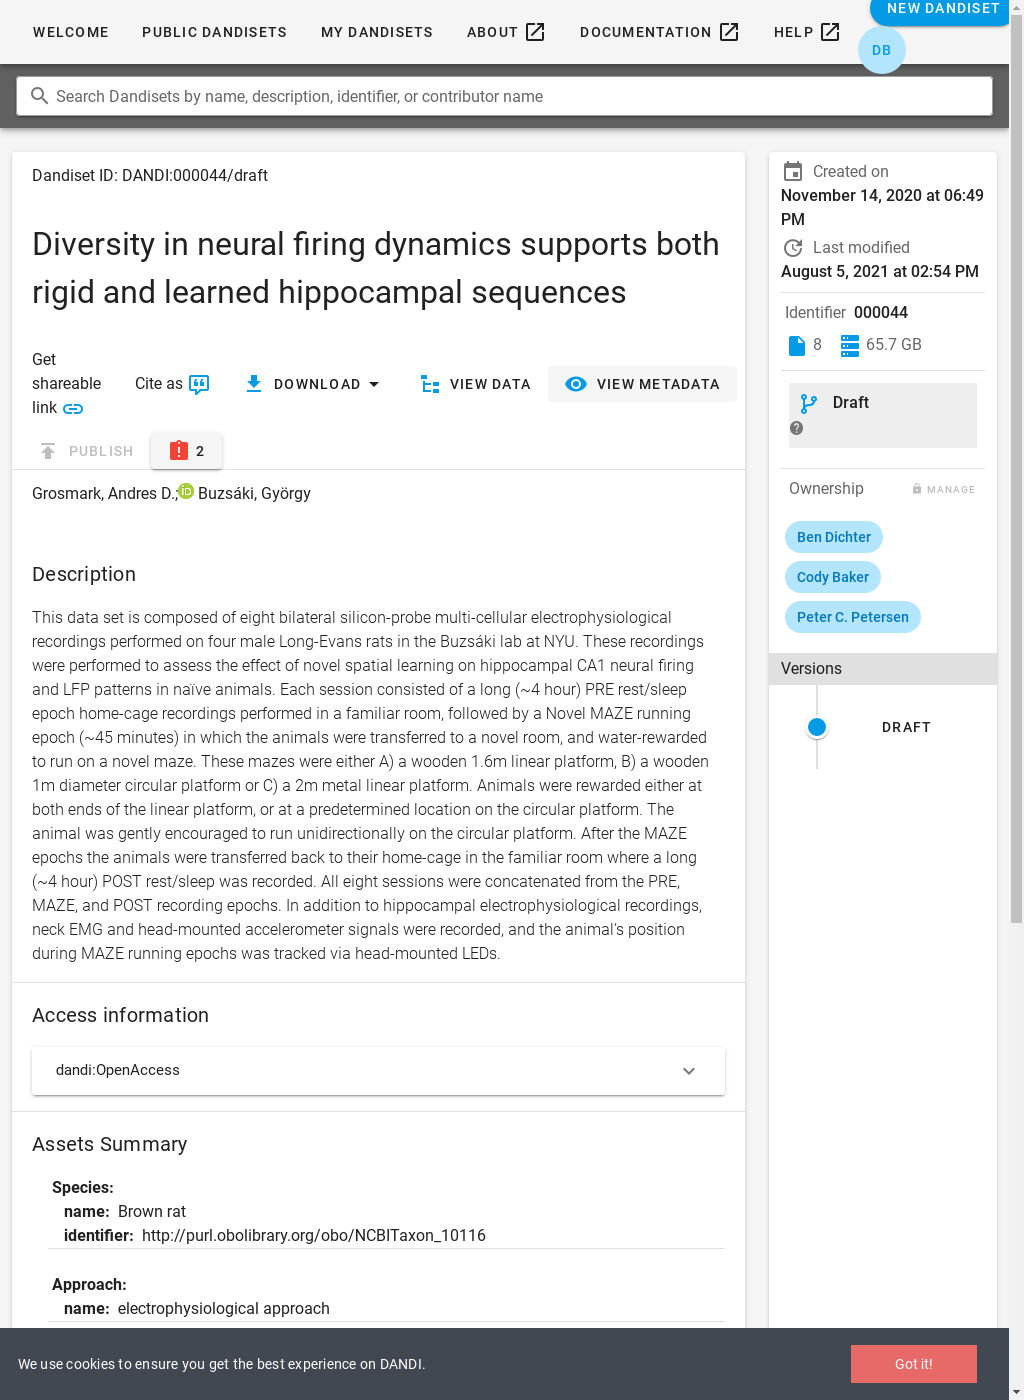 WELCOME PUBLIC DANDISETS MY DANDISETS ABOUT DOCUMENTATION HELP NEW DANDISET
DB
Search Dandisets by name, description, identifier, or contributor name
Dandiset ID: DANDI:000044/draft
Diversity in neural firing dynamics supports both
rigid and learned hippocampal sequences
Get
shareable
link
Cite as
DOWNLOAD
VIEW DATA
VIEW METADATA
PUBLISH
2
Grosmark, Andres D.; iD Buzsáki, György
Description
This data set is composed of eight bilateral silicon-probe multi-cellular electrophysiological
recordings performed on four male Long-Evans rats in the Buzsáki lab at NYU. These recordings
were performed to assess the effect of novel spatial learning on hippocampal CA1 neural firing
and LFP patterns in naïve animals. Each session consisted of a long (~4 hour) PRE rest/sleep
epoch home-cage recordings performed in a familiar room, followed by a Novel MAZE running
epoch (~45 minutes) in which the animals were transferred to a novel room, and water-rewarded
to run on a novel maze. These mazes were either A) a wooden 1.6m linear platform, B) a wooden
1m diameter circular platform or C) a 2m metal linear platform. Animals were rewarded either at
both ends of the linear platform, or at a predetermined location on the circular platform. The
animal was gently encouraged to run unidirectionally on the circular platform. After the MAZE
epochs the animals were transferred back to their home-cage in the familiar room where a long
(~4 hour) POST rest/sleep was recorded. All eight sessions were concatenated from the PRE,
MAZE, and POST recording epochs. In addition to hippocampal electrophysiological recordings,
neck EMG and head-mounted accelerometer signals were recorded, and the animal's position
during MAZE running epochs was tracked via head-mounted LEDs.
Access information
dandi:OpenAccess
Assets Summary
Species:
name: Brown rat
identifier: http://purl.obolibrary.org/obo/NCBITaxon_10116
Approach:
name: electrophysiological approach
Created on
November 14, 2020 at 06:49
PM
Last modified
August 5, 2021 at 02:54 PM
Identifier 000044
8 65.7 GB
Draft
Ownership MANAGE
Ben Dichter
Cody Baker
Peter C. Petersen
Versions
DRAFT
We use cookies to ensure you get the best experience on DANDI.
Got it!